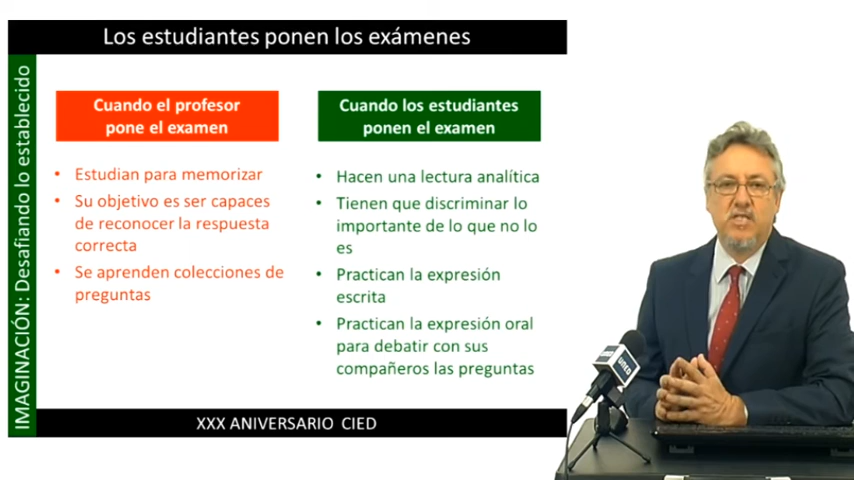 Los estudiantes ponen los exámenes
IMAGINACIÓN: Desafiando lo establecido
Cuando el profesor
pone el examen
• Estudian para memorizar
• Su objetivo es ser capaces
de reconocer la respuesta
correcta
• Se aprenden colecciones de
preguntas
Cuando los estudiantes
ponen el examen
• Hacen una lectura analítica
• Tienen que discriminar lo
importante de lo que no lo
es
• Practican la expresión
escrita
• Practican la expresión oral
para debatir con sus
compañeros las preguntas
XXX ANIVERSARIO CIED
UNED